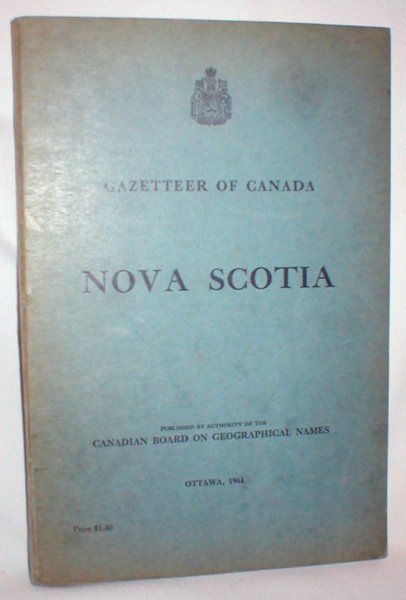 GAZETTEER OF CANADA
NOVA SCOTIA
PUBLISHED BY AUTHORITY OF THE
CANADIAN BOARD ON GEOGRAPHICAL NAMES
OTTAWA, 1961
Price $1.50